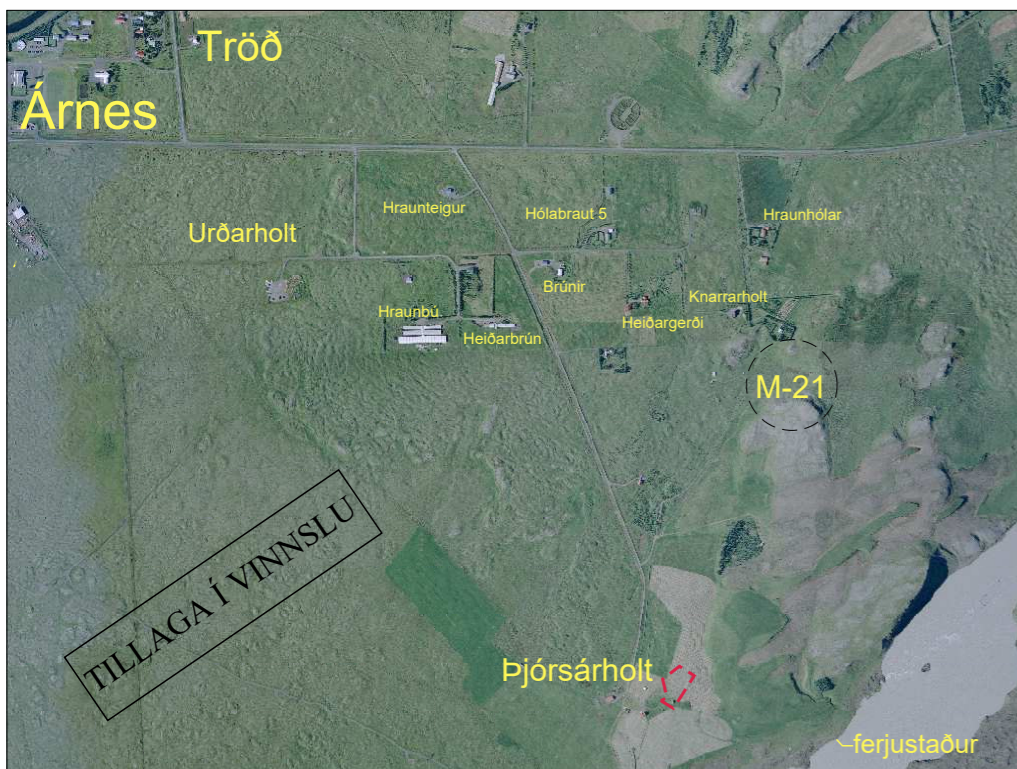 Tröð
Árnes
Hraunteigur
Hólabraut 5
Hraunhólar
Urðarholt
Brúnir
Knarrarholt
Hraunbú
Heiðarbrún
Heiðargerði
M-21
TILLAGA Í VINNSLU
Þjórsárholt
ferjustaður